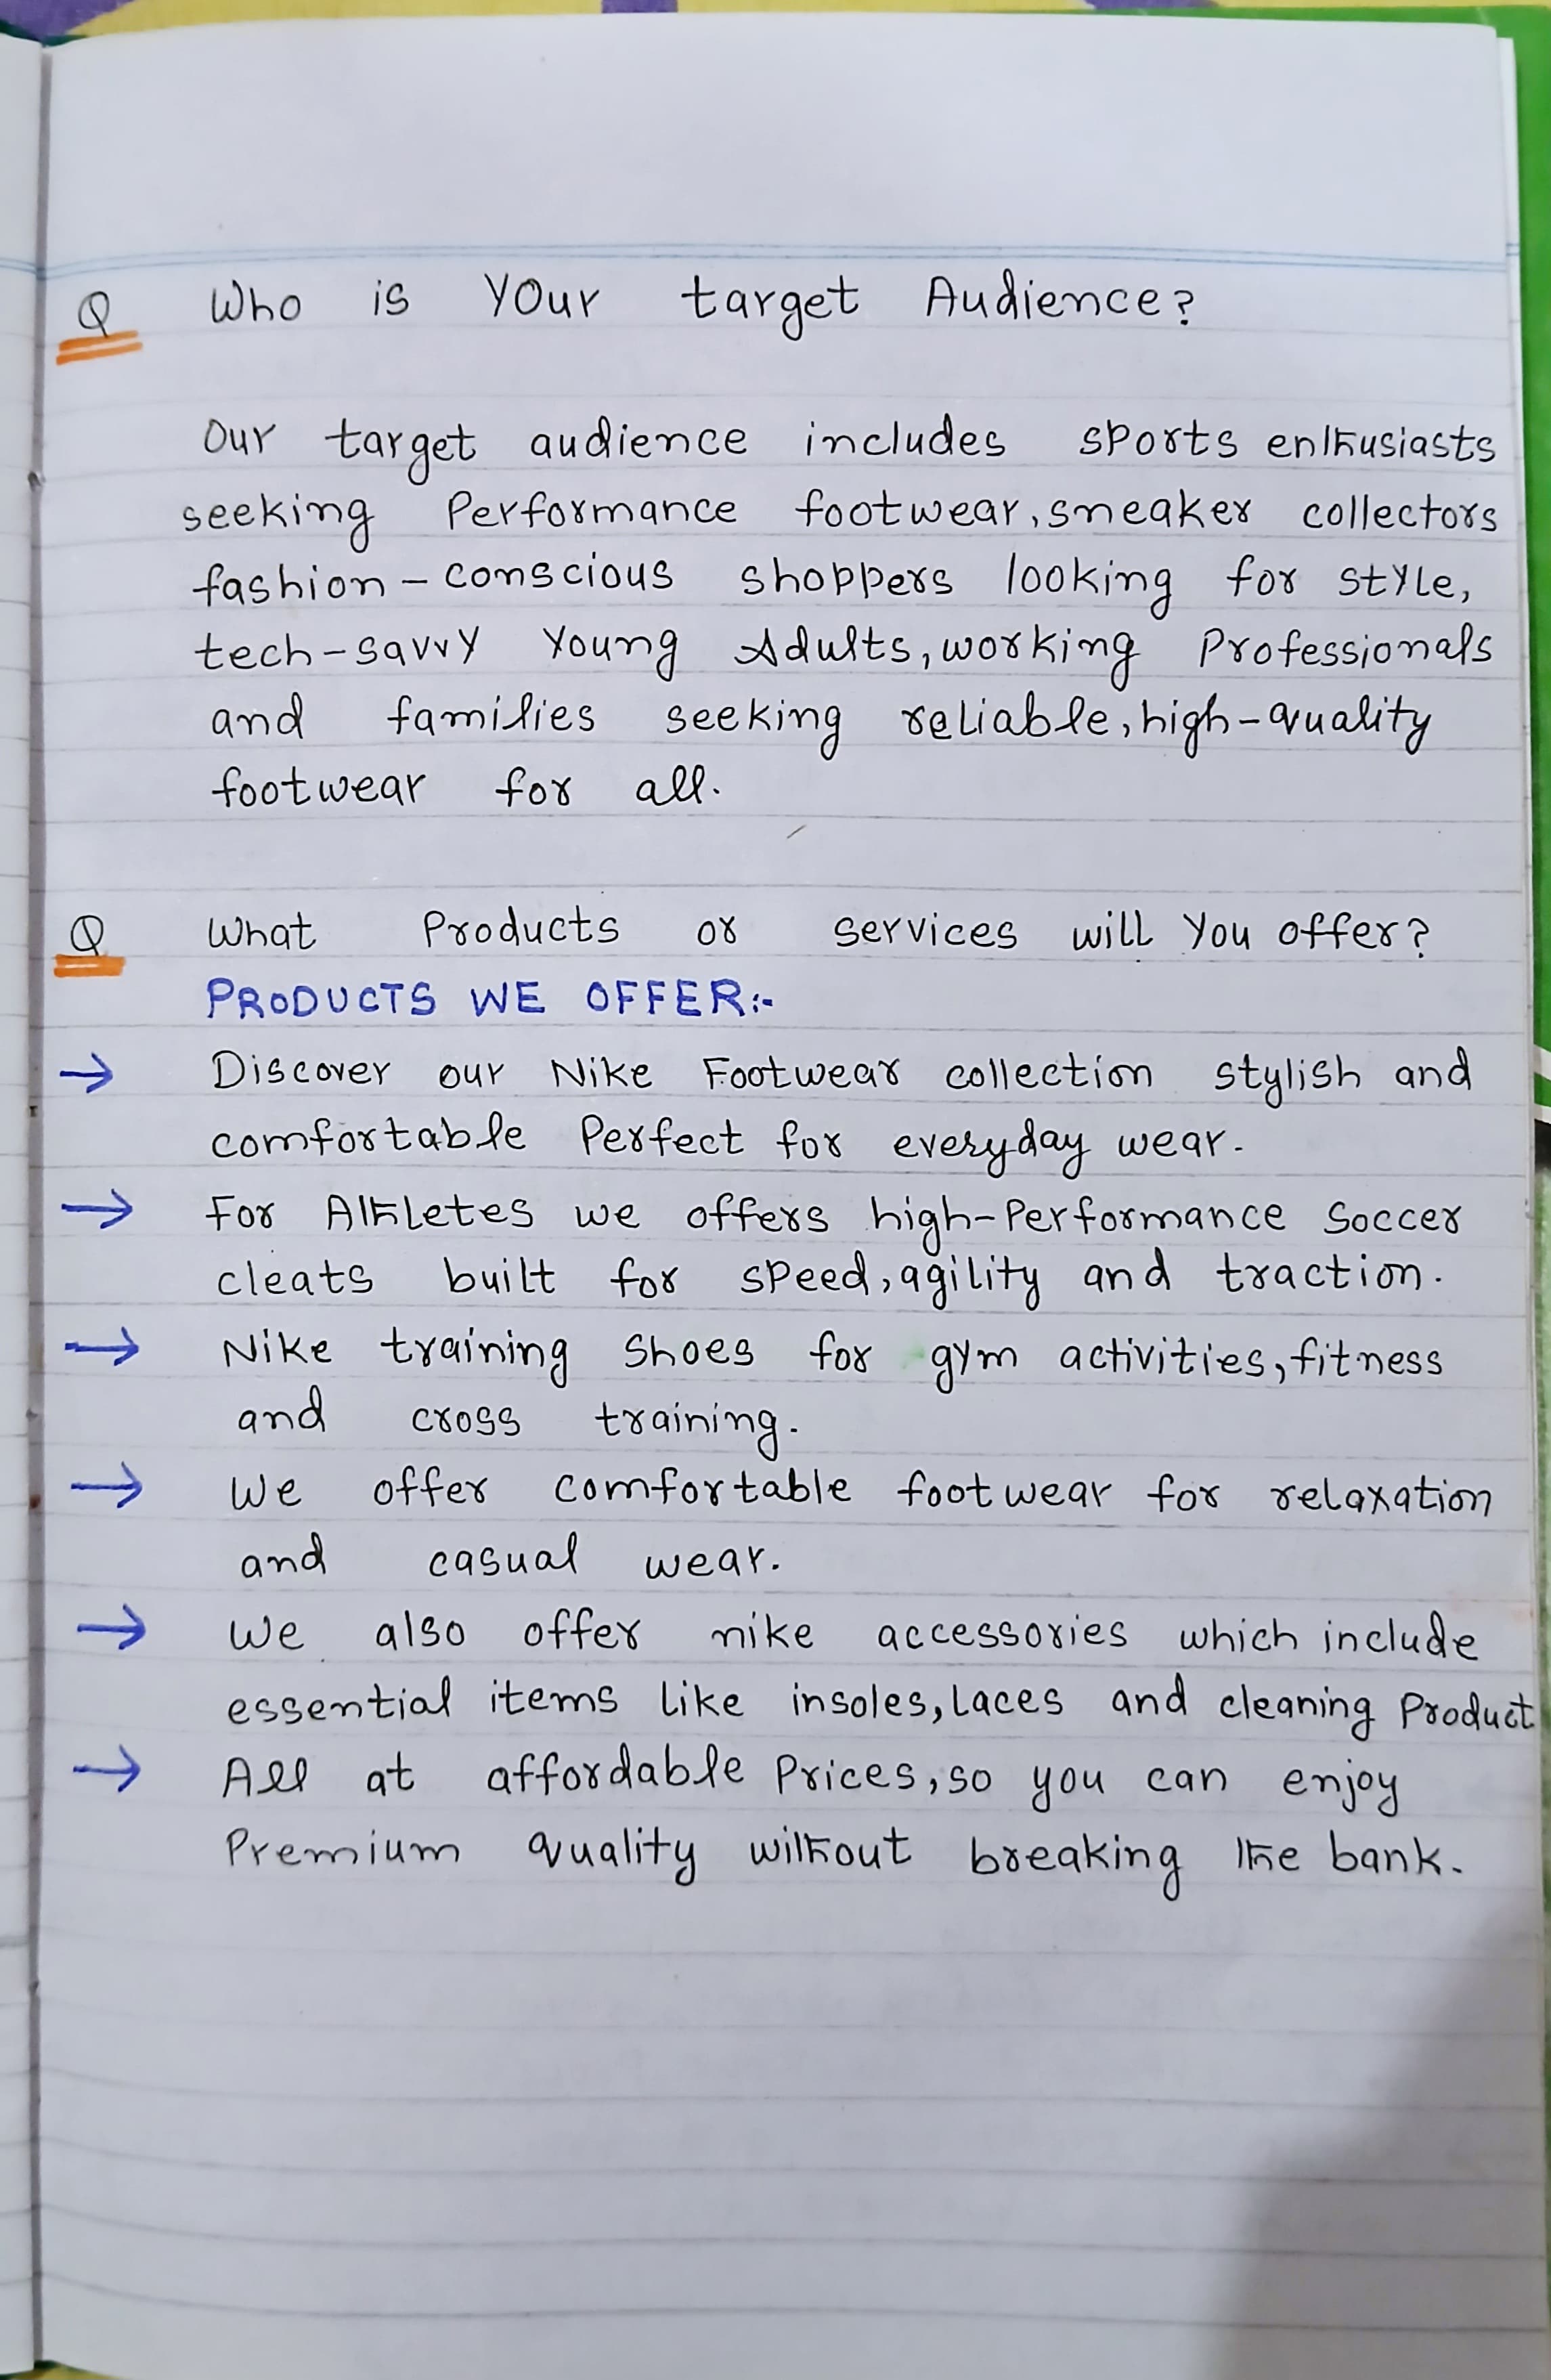 Q Who is Your target Audience?
Our target audience includes sports enthusiasts
seeking Performance footwear, sneaker collectors
fashion - conscious shoppers looking for style,
tech-savvy Young Adults, working Professionals
and families seeking reliable, high-quality
footwear for all.
Q What Products or services will You offer?
PRODUCTS WE OFFER:-
→ Discover our Nike Footwear collection stylish and
comfortable Perfect for everyday wear.
→ For Athletes we offers high-Performance Soccer
cleats built for speed, agility and traction.
→ Nike training Shoes for gym activities, fitness
and cross training.
→ We offer comfortable footwear for relaxation
and casual wear.
→ We also offer nike accessories which include
essential items like insoles, laces and cleaning Product
→ All at affordable Prices, so you can enjoy
Premium quality without breaking the bank.